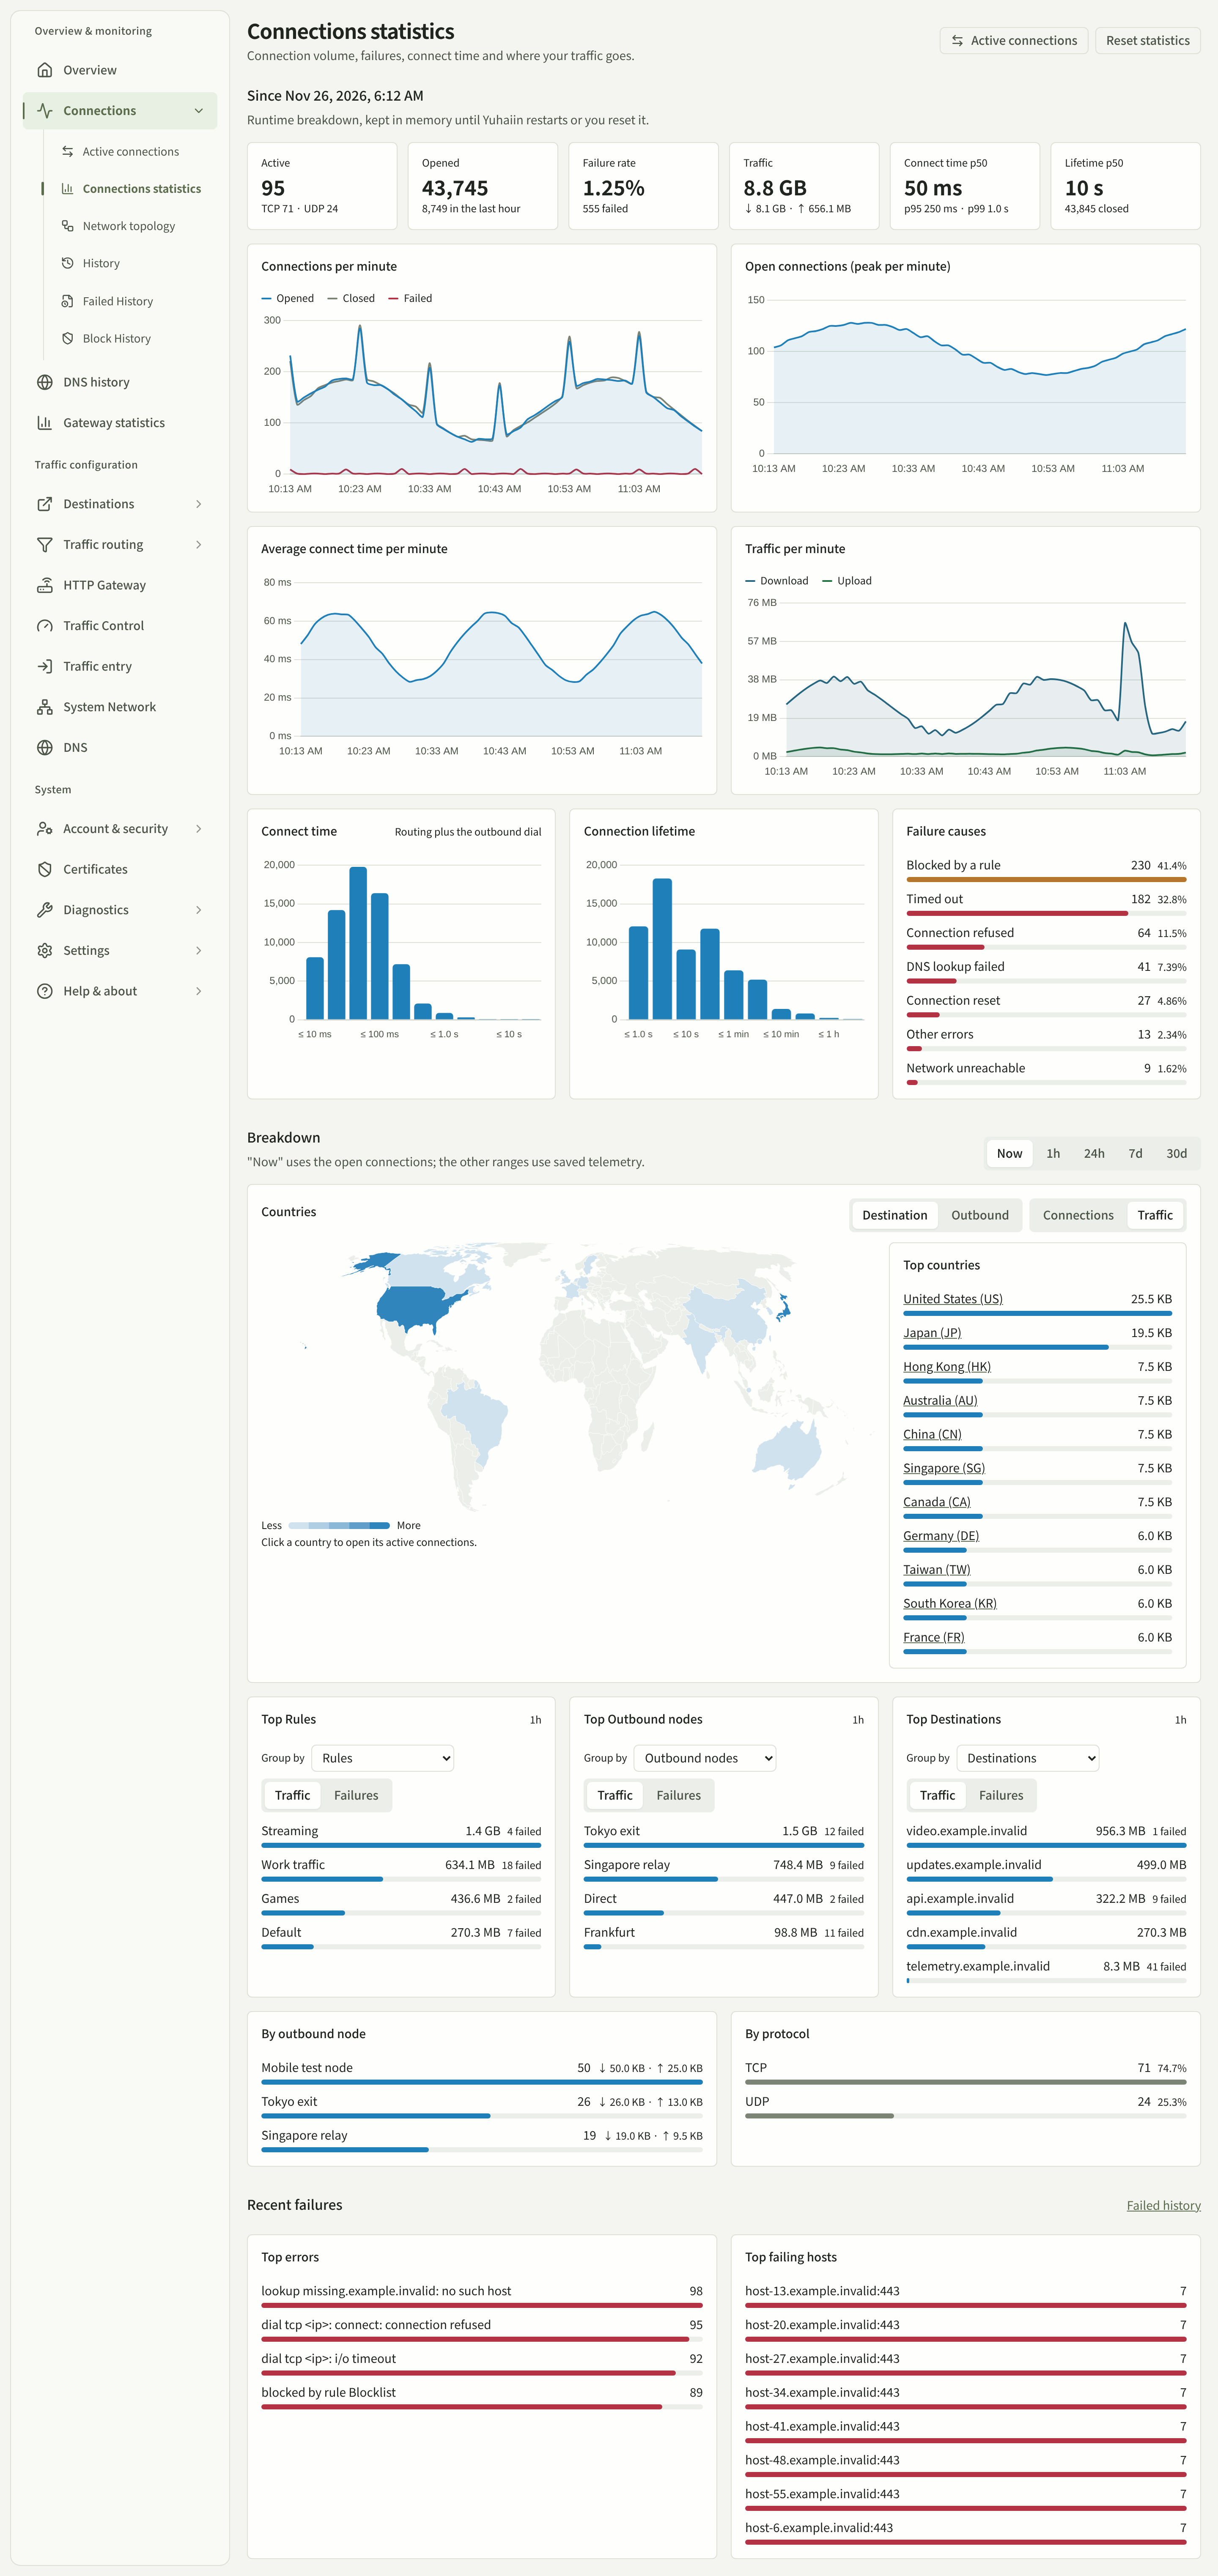 Overview & monitoring
Overview
Connections
Active connections
Connections statistics
Network topology
History
Failed History
Block History
DNS history
Gateway statistics
Traffic configuration
Destinations
Traffic routing
HTTP Gateway
Traffic Control
Traffic entry
System Network
DNS
System
Account & security
Certificates
Diagnostics
Settings
Help & about
Connections statistics
Connection volume, failures, connect time and where your traffic goes.
Active connections
Reset statistics
Since Nov 26, 2026, 6:12 AM
Runtime breakdown, kept in memory until Yuhaiin restarts or you reset it.
Active
95
TCP 71 · UDP 24
Opened
43,745
8,749 in the last hour
Failure rate
1.25%
555 failed
Traffic
8.8 GB
↓ 8.1 GB · ↑ 656.1 MB
Connect time p50
50 ms
p95 250 ms · p99 1.0 s
Lifetime p50
10 s
43,845 closed
Connections per minute
Opened Closed Failed
300
200
100
0
10:13 AM 10:23 AM 10:33 AM 10:43 AM 10:53 AM 11:03 AM
Open connections (peak per minute)
150
100
50
0
10:13 AM 10:23 AM 10:33 AM 10:43 AM 10:53 AM 11:03 AM
Average connect time per minute
80 ms
60 ms
40 ms
20 ms
0 ms
10:13 AM 10:23 AM 10:33 AM 10:43 AM 10:53 AM 11:03 AM
Traffic per minute
Download Upload
76 MB
57 MB
38 MB
19 MB
0 MB
10:13 AM 10:23 AM 10:33 AM 10:43 AM 10:53 AM 11:03 AM
Connect time Routing plus the outbound dial
20,000
15,000
10,000
5,000
0
≤ 10 ms ≤ 100 ms ≤ 1.0 s ≤ 10 s
Connection lifetime
20,000
15,000
10,000
5,000
0
≤ 1.0 s ≤ 10 s ≤ 1 min ≤ 10 min ≤ 1 h
Failure causes
Blocked by a rule 230 41.4%
Timed out 182 32.8%
Connection refused 64 11.5%
DNS lookup failed 41 7.39%
Connection reset 27 4.86%
Other errors 13 2.34%
Network unreachable 9 1.62%
Breakdown
"Now" uses the open connections; the other ranges use saved telemetry.
Now 1h 24h 7d 30d
Countries
Destination Outbound Connections Traffic
Less More
Click a country to open its active connections.
Top countries
United States (US) 25.5 KB
Japan (JP) 19.5 KB
Hong Kong (HK) 7.5 KB
Australia (AU) 7.5 KB
China (CN) 7.5 KB
Singapore (SG) 7.5 KB
Canada (CA) 7.5 KB
Germany (DE) 6.0 KB
Taiwan (TW) 6.0 KB
South Korea (KR) 6.0 KB
France (FR) 6.0 KB
Top Rules 1h
Group by Rules
Traffic Failures
Streaming 1.4 GB 4 failed
Work traffic 634.1 MB 18 failed
Games 436.6 MB 2 failed
Default 270.3 MB 7 failed
Top Outbound nodes 1h
Group by Outbound nodes
Traffic Failures
Tokyo exit 1.5 GB 12 failed
Singapore relay 748.4 MB 9 failed
Direct 447.0 MB 2 failed
Frankfurt 98.8 MB 11 failed
Top Destinations 1h
Group by Destinations
Traffic Failures
video.example.invalid 956.3 MB 1 failed
updates.example.invalid 499.0 MB
api.example.invalid 322.2 MB 9 failed
cdn.example.invalid 270.3 MB
telemetry.example.invalid 8.3 MB 41 failed
By outbound node
Mobile test node 50 ↓ 50.0 KB · ↑ 25.0 KB
Tokyo exit 26 ↓ 26.0 KB · ↑ 13.0 KB
Singapore relay 19 ↓ 19.0 KB · ↑ 9.5 KB
By protocol
TCP 71 74.7%
UDP 24 25.3%
Recent failures
Failed history
Top errors
lookup missing.example.invalid: no such host 98
dial tcp <ip>: connect: connection refused 95
dial tcp <ip>: i/o timeout 92
blocked by rule Blocklist 89
Top failing hosts
host-13.example.invalid:443 7
host-20.example.invalid:443 7
host-27.example.invalid:443 7
host-34.example.invalid:443 7
host-41.example.invalid:443 7
host-48.example.invalid:443 7
host-55.example.invalid:443 7
host-6.example.invalid:443 7